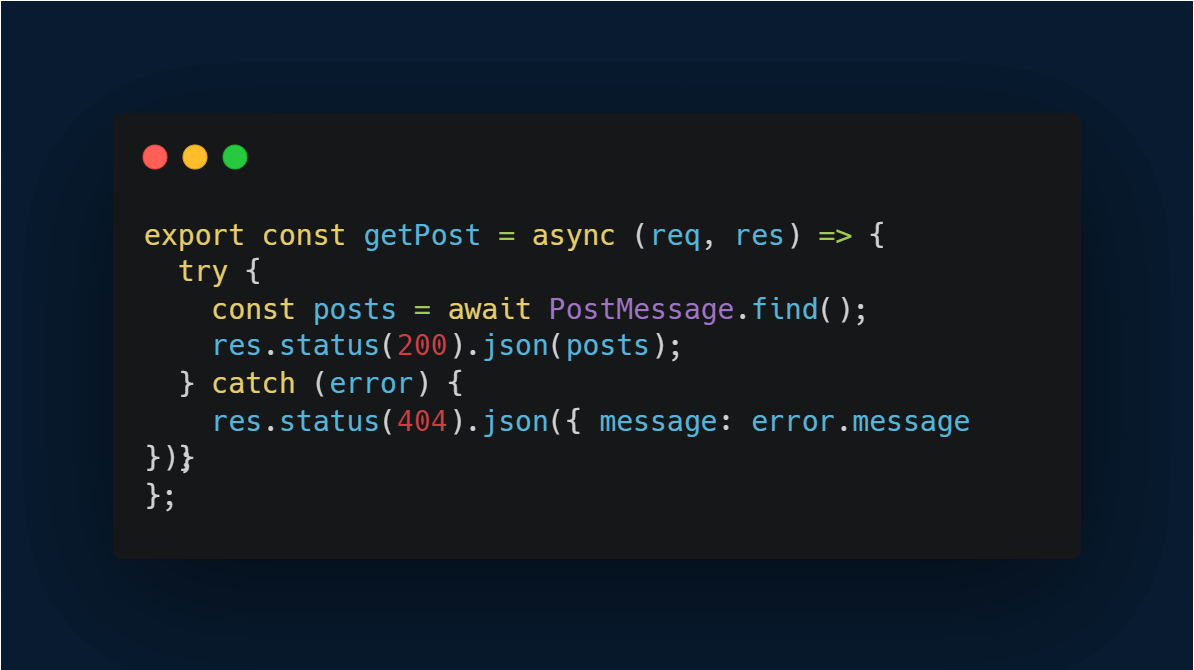 export const getPost = async (req, res) => {
  try {
    const posts = await PostMessage.find();
    res.status(200).json(posts);
  } catch (error) {
    res.status(404).json({ message: error.message
});
  }
};